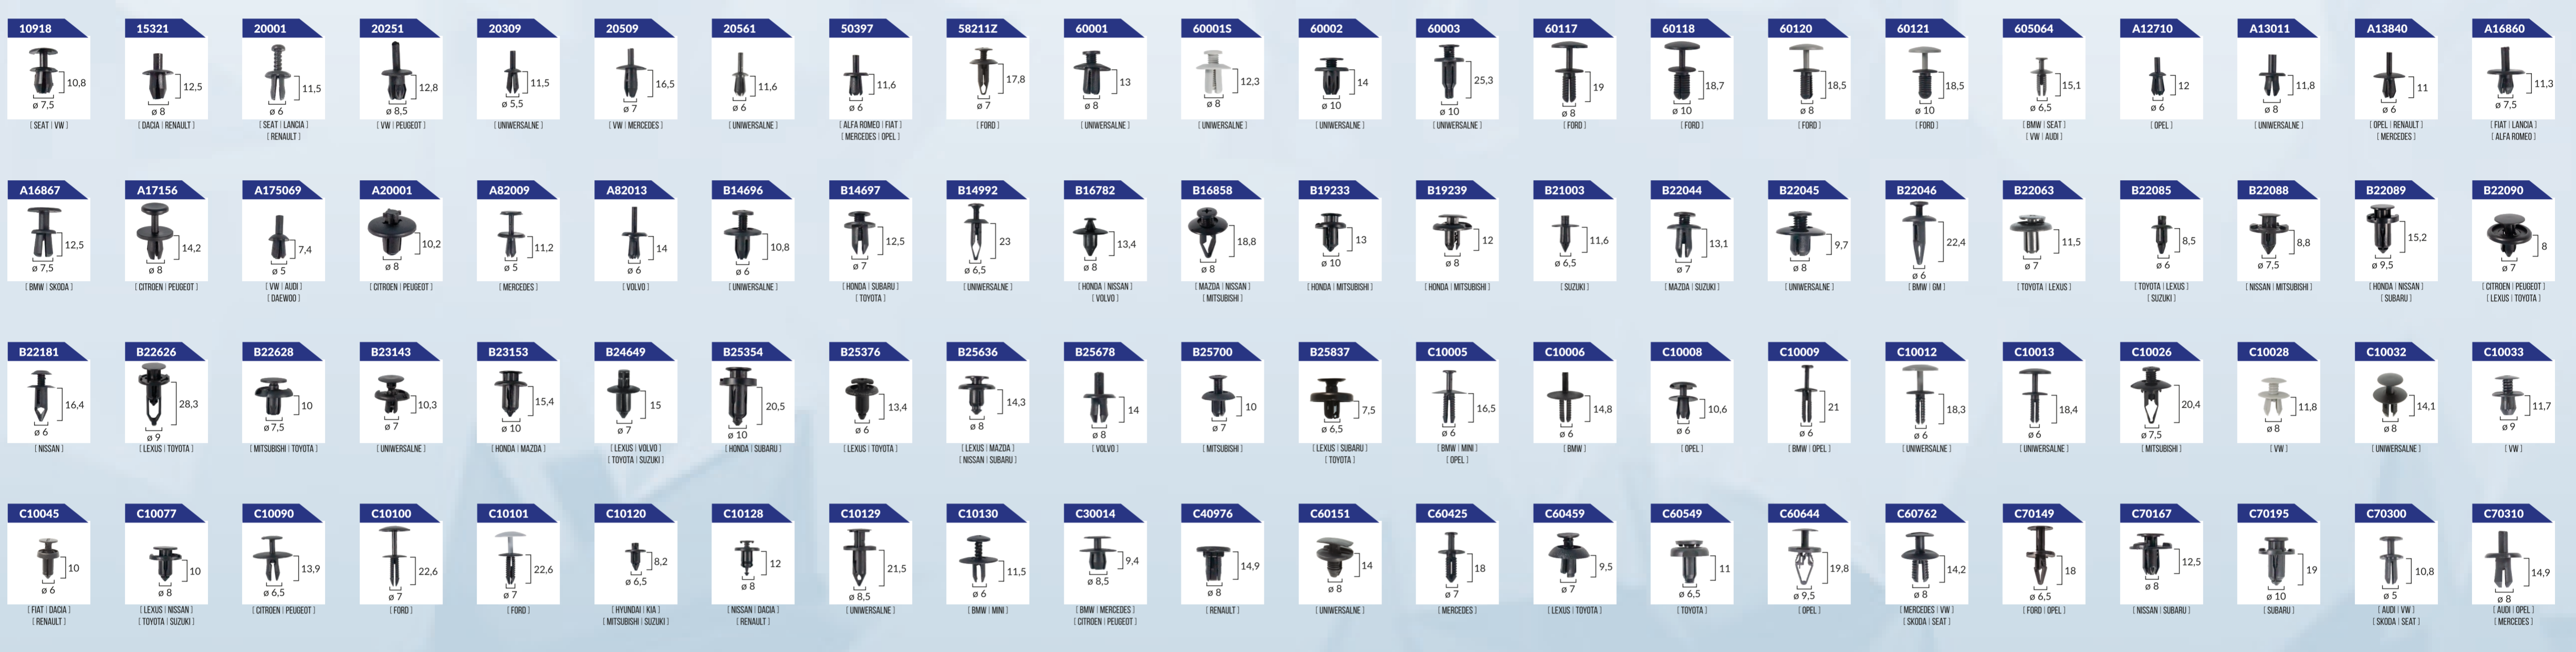 10918 15321 20001 20251 20309 20509 20561 50397 58211Z 60001 60001S 60002 60003 60117 60118 60120 60121 605064 A12710 A13011 A13840 A16860
10,8 12,5 11,5 12,8 11,5 16,5 11,6 11,6 17,8 13 12,3 14 25,3 19 18,7 18,5 18,5 15,1 12 11,8 11 11,3
ø 7,5 ø 8 ø 6 ø 8,5 ø 5,5 ø 7 ø 6 ø 6 ø 7 ø 8 ø 8 ø 10 ø 10 ø 8 ø 10 ø 8 ø 10 ø 6,5 ø 6 ø 8 ø 6 ø 7,5
[ SEAT | VW ] [ DACIA | RENAULT ] [ SEAT | LANCIA ] [ VW | PEUGEOT ] [ UNIWERSALNE ] [ VW | MERCEDES ] [ UNIWERSALNE ] [ ALFA ROMEO | FIAT ] [ FORD ] [ UNIWERSALNE ] [ UNIWERSALNE ] [ UNIWERSALNE ] [ UNIWERSALNE ] [ FORD ] [ FORD ] [ FORD ] [ FORD ] [ BMW | SEAT ] [ OPEL ] [ UNIWERSALNE ] [ OPEL | RENAULT ] [ FIAT | LANCIA ]
[ RENAULT ] [ MERCEDES | OPEL ] [ VW | AUDI ] [ MERCEDES ] [ ALFA ROMEO ]
A16867 A17156 A175069 A20001 A82009 A82013 B14696 B14697 B14992 B16782 B16858 B19233 B19239 B21003 B22044 B22045 B22046 B22063 B22085 B22088 B22089 B22090
12,5 14,2 7,4 10,2 11,2 14 10,8 12,5 23 13,4 18,8 13 12 11,6 13,1 9,7 22,4 11,5 8,5 8,8 15,2 8
ø 7,5 ø 8 ø 5 ø 8 ø 5 ø 6 ø 6 ø 7 ø 6,5 ø 8 ø 8 ø 10 ø 8 ø 6,5 ø 7 ø 8 ø 6 ø 7 ø 6 ø 7,5 ø 9,5 ø 7
[ BMW | SKODA ] [ CITROEN | PEUGEOT ] [ VW | AUDI ] [ CITROEN | PEUGEOT ] [ MERCEDES ] [ VOLVO ] [ UNIWERSALNE ] [ HONDA | SUBARU ] [ UNIWERSALNE ] [ HONDA | NISSAN ] [ MAZDA | NISSAN ] [ HONDA | MITSUBISHI ] [ HONDA | MITSUBISHI ] [ SUZUKI ] [ MAZDA | SUZUKI ] [ UNIWERSALNE ] [ BMW | GM ] [ TOYOTA | LEXUS ] [ TOYOTA | LEXUS ] [ NISSAN | MITSUBISHI ] [ HONDA | NISSAN ] [ CITROEN | PEUGEOT ]
[ DAEWOO ] [ TOYOTA ] [ VOLVO ] [ MITSUBISHI ] [ SUZUKI ] [ SUBARU ] [ LEXUS | TOYOTA ]
B22181 B22626 B22628 B23143 B23153 B24649 B25354 B25376 B25636 B25678 B25700 B25837 C10005 C10006 C10008 C10009 C10012 C10013 C10026 C10028 C10032 C10033
16,4 28,3 10 10,3 15,4 15 20,5 13,4 14,3 14 10 7,5 16,5 14,8 10,6 21 18,3 18,4 20,4 11,8 14,1 11,7
ø 6 ø 9 ø 7,5 ø 7 ø 10 ø 7 ø 10 ø 6 ø 8 ø 8 ø 7 ø 6,5 ø 6 ø 6 ø 6 ø 6 ø 6 ø 6 ø 7,5 ø 8 ø 8 ø 9
[ NISSAN ] [ LEXUS | TOYOTA ] [ MITSUBISHI | TOYOTA ] [ UNIWERSALNE ] [ HONDA | MAZDA ] [ LEXUS | VOLVO ] [ HONDA | SUBARU ] [ LEXUS | TOYOTA ] [ LEXUS | MAZDA ] [ VOLVO ] [ MITSUBISHI ] [ LEXUS | SUBARU ] [ BMW | MINI ] [ BMW ] [ OPEL ] [ BMW | OPEL ] [ UNIWERSALNE ] [ UNIWERSALNE ] [ MITSUBISHI ] [ VW ] [ UNIWERSALNE ] [ VW ]
[ TOYOTA | SUZUKI ] [ NISSAN | SUBARU ] [ TOYOTA ] [ OPEL ]
C10045 C10077 C10090 C10100 C10101 C10120 C10128 C10129 C10130 C30014 C40976 C60151 C60425 C60459 C60549 C60644 C60762 C70149 C70167 C70195 C70300 C70310
10 10 13,9 22,6 22,6 8,2 12 21,5 11,5 9,4 14,9 14 18 9,5 11 19,8 14,2 18 12,5 19 10,8 14,9
ø 6 ø 8 ø 6,5 ø 7 ø 7 ø 6,5 ø 8 ø 8,5 ø 6 ø 8,5 ø 8 ø 8 ø 7 ø 7 ø 6,5 ø 9,5 ø 8 ø 6,5 ø 8 ø 10 ø 5 ø 8
[ FIAT | DACIA ] [ LEXUS | NISSAN ] [ CITROEN | PEUGEOT ] [ FORD ] [ FORD ] [ HYUNDAI | KIA ] [ NISSAN | DACIA ] [ UNIWERSALNE ] [ BMW | MINI ] [ BMW | MERCEDES ] [ RENAULT ] [ UNIWERSALNE ] [ MERCEDES ] [ LEXUS | TOYOTA ] [ TOYOTA ] [ OPEL ] [ MERCEDES | VW ] [ FORD | OPEL ] [ NISSAN | SUBARU ] [ SUBARU ] [ AUDI | VW ] [ AUDI | OPEL ]
[ RENAULT ] [ TOYOTA | SUZUKI ] [ MITSUBISHI | SUZUKI ] [ RENAULT ] [ CITROEN | PEUGEOT ] [ SKODA | SEAT ] [ SKODA | SEAT ] [ MERCEDES ]